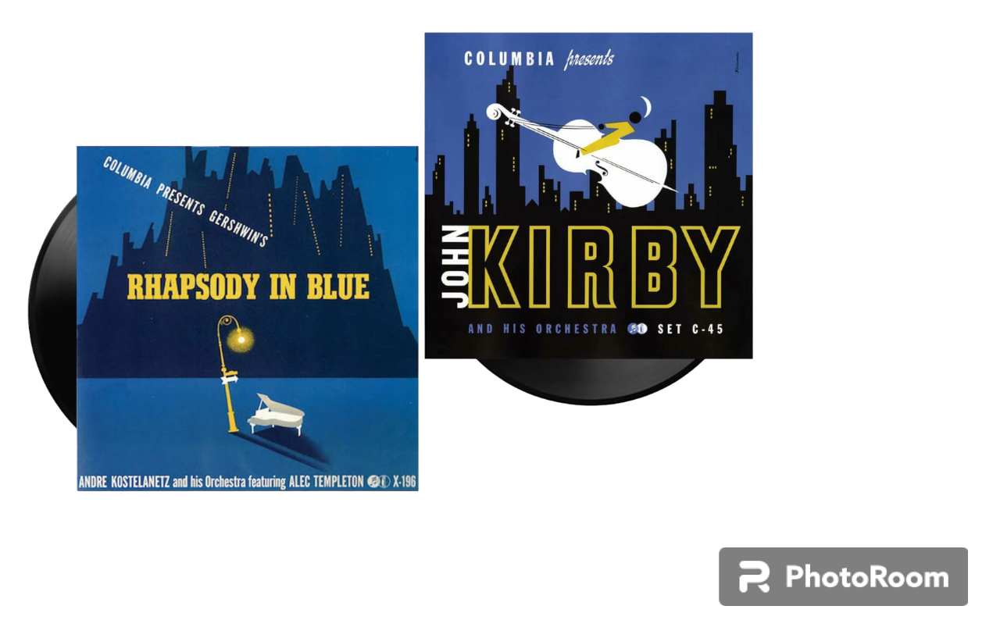 COLUMBIA PRESENTS GERSHWIN'S
RHAPSODY IN BLUE
ANDRE KOSTELANETZ and his Orchestra featuring ALEC TEMPLETON X-196
COLUMBIA presents
JOHN
KIRBY
AND HIS ORCHESTRA SET C-45
PhotoRoom